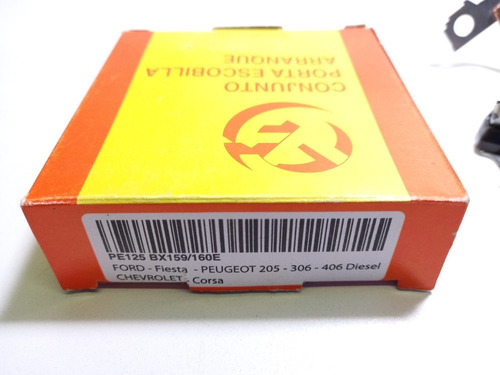 CONJUNTO
PORTA ESCOBILLA
ARRANQUE
PE125 BX159/160E
FORD - Fiesta - PEUGEOT 205 - 306 - 406 Diesel
CHEVROLET - Corsa